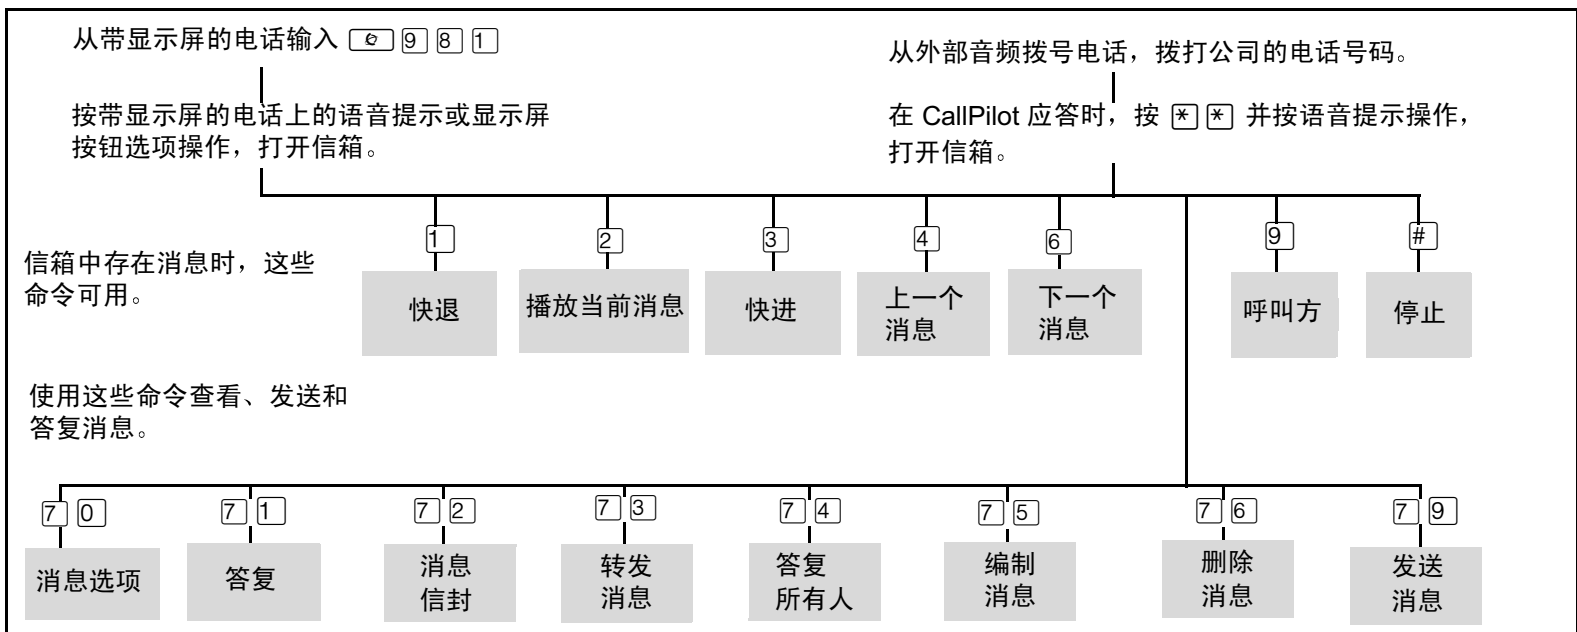 从带显示屏的电话输入 9 8 1
按带显示屏的电话上的语音提示或显示屏
按钮选项操作，打开信箱。
从外部音频拨号电话，拨打公司的电话号码。
在 CallPilot 应答时，按 * * 并按语音提示操作，
打开信箱。
信箱中存在消息时，这些
命令可用。
1
快退
2
播放当前消息
3
快进
4
上一个
消息
6
下一个
消息
9
呼叫方
#
停止
使用这些命令查看、发送和
答复消息。
7 0
消息选项
7 1
答复
7 2
消息
信封
7 3
转发
消息
7 4
答复
所有人
7 5
编制
消息
7 6
删除
消息
7 9
发送
消息